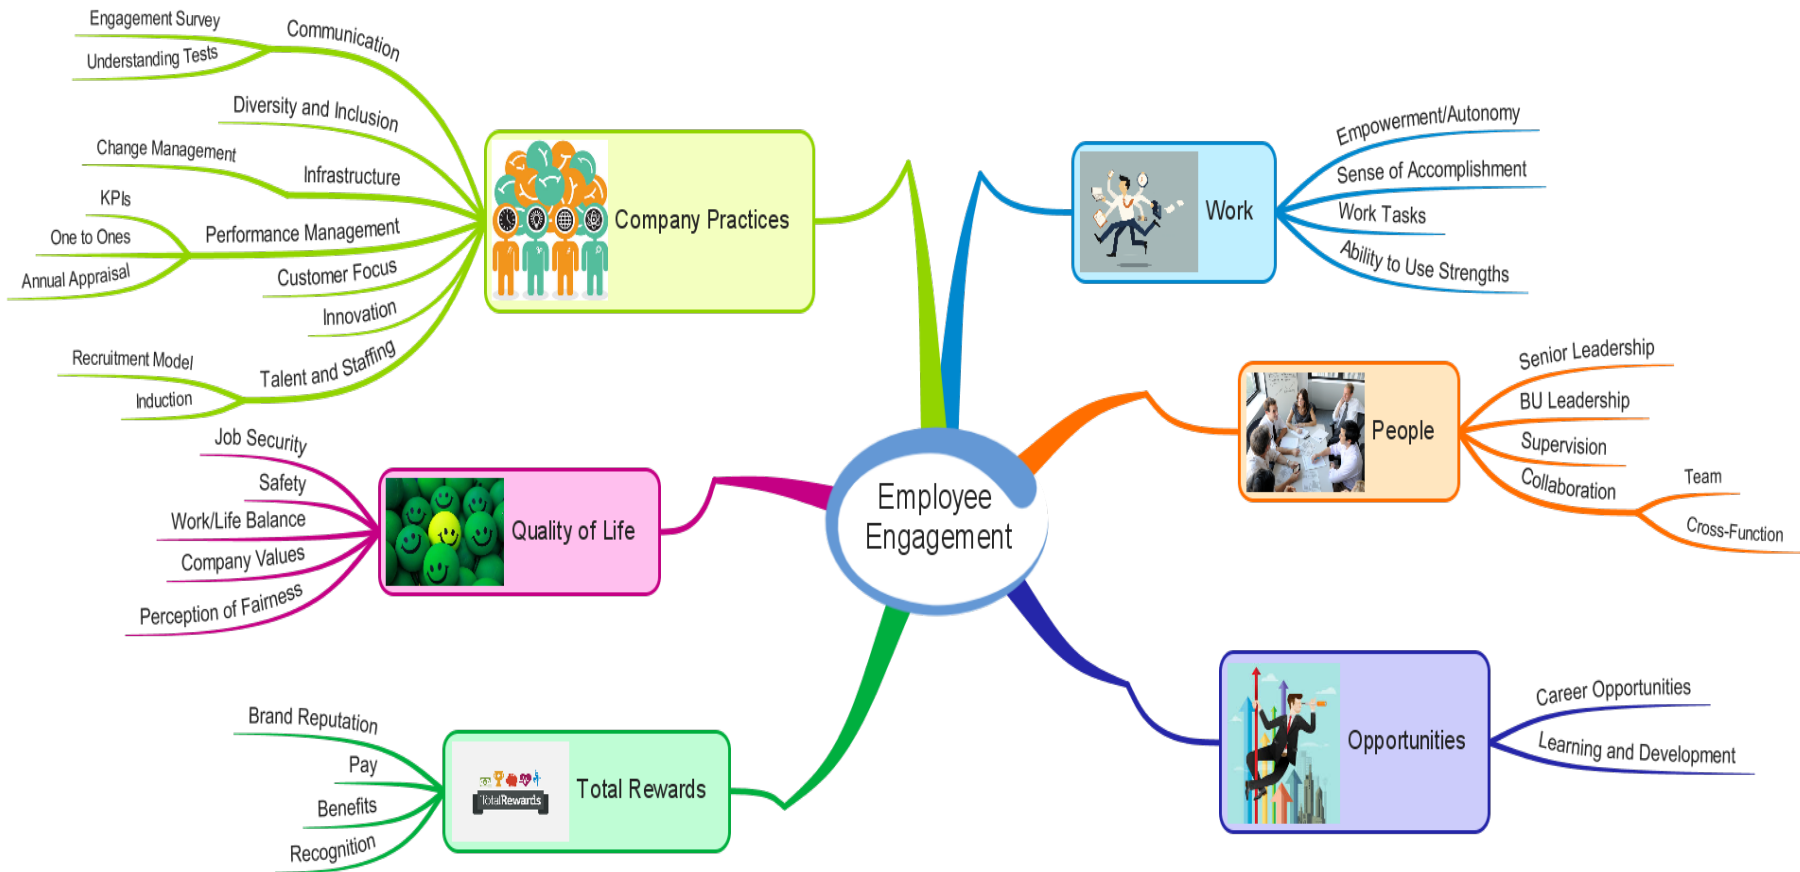 Employee
Engagement
Company Practices
Communication
Engagement Survey
Understanding Tests
Diversity and Inclusion
Infrastructure
Change Management
Performance Management
KPIs
One to Ones
Annual Appraisal
Customer Focus
Innovation
Talent and Staffing
Recruitment Model
Induction
Quality of Life
Job Security
Safety
Work/Life Balance
Company Values
Perception of Fairness
Total Rewards
TotalRewards
Brand Reputation
Pay
Benefits
Recognition
Work
Empowerment/Autonomy
Sense of Accomplishment
Work Tasks
Ability to Use Strengths
People
Senior Leadership
BU Leadership
Supervision
Collaboration
Team
Cross-Function
Opportunities
Career Opportunities
Learning and Development